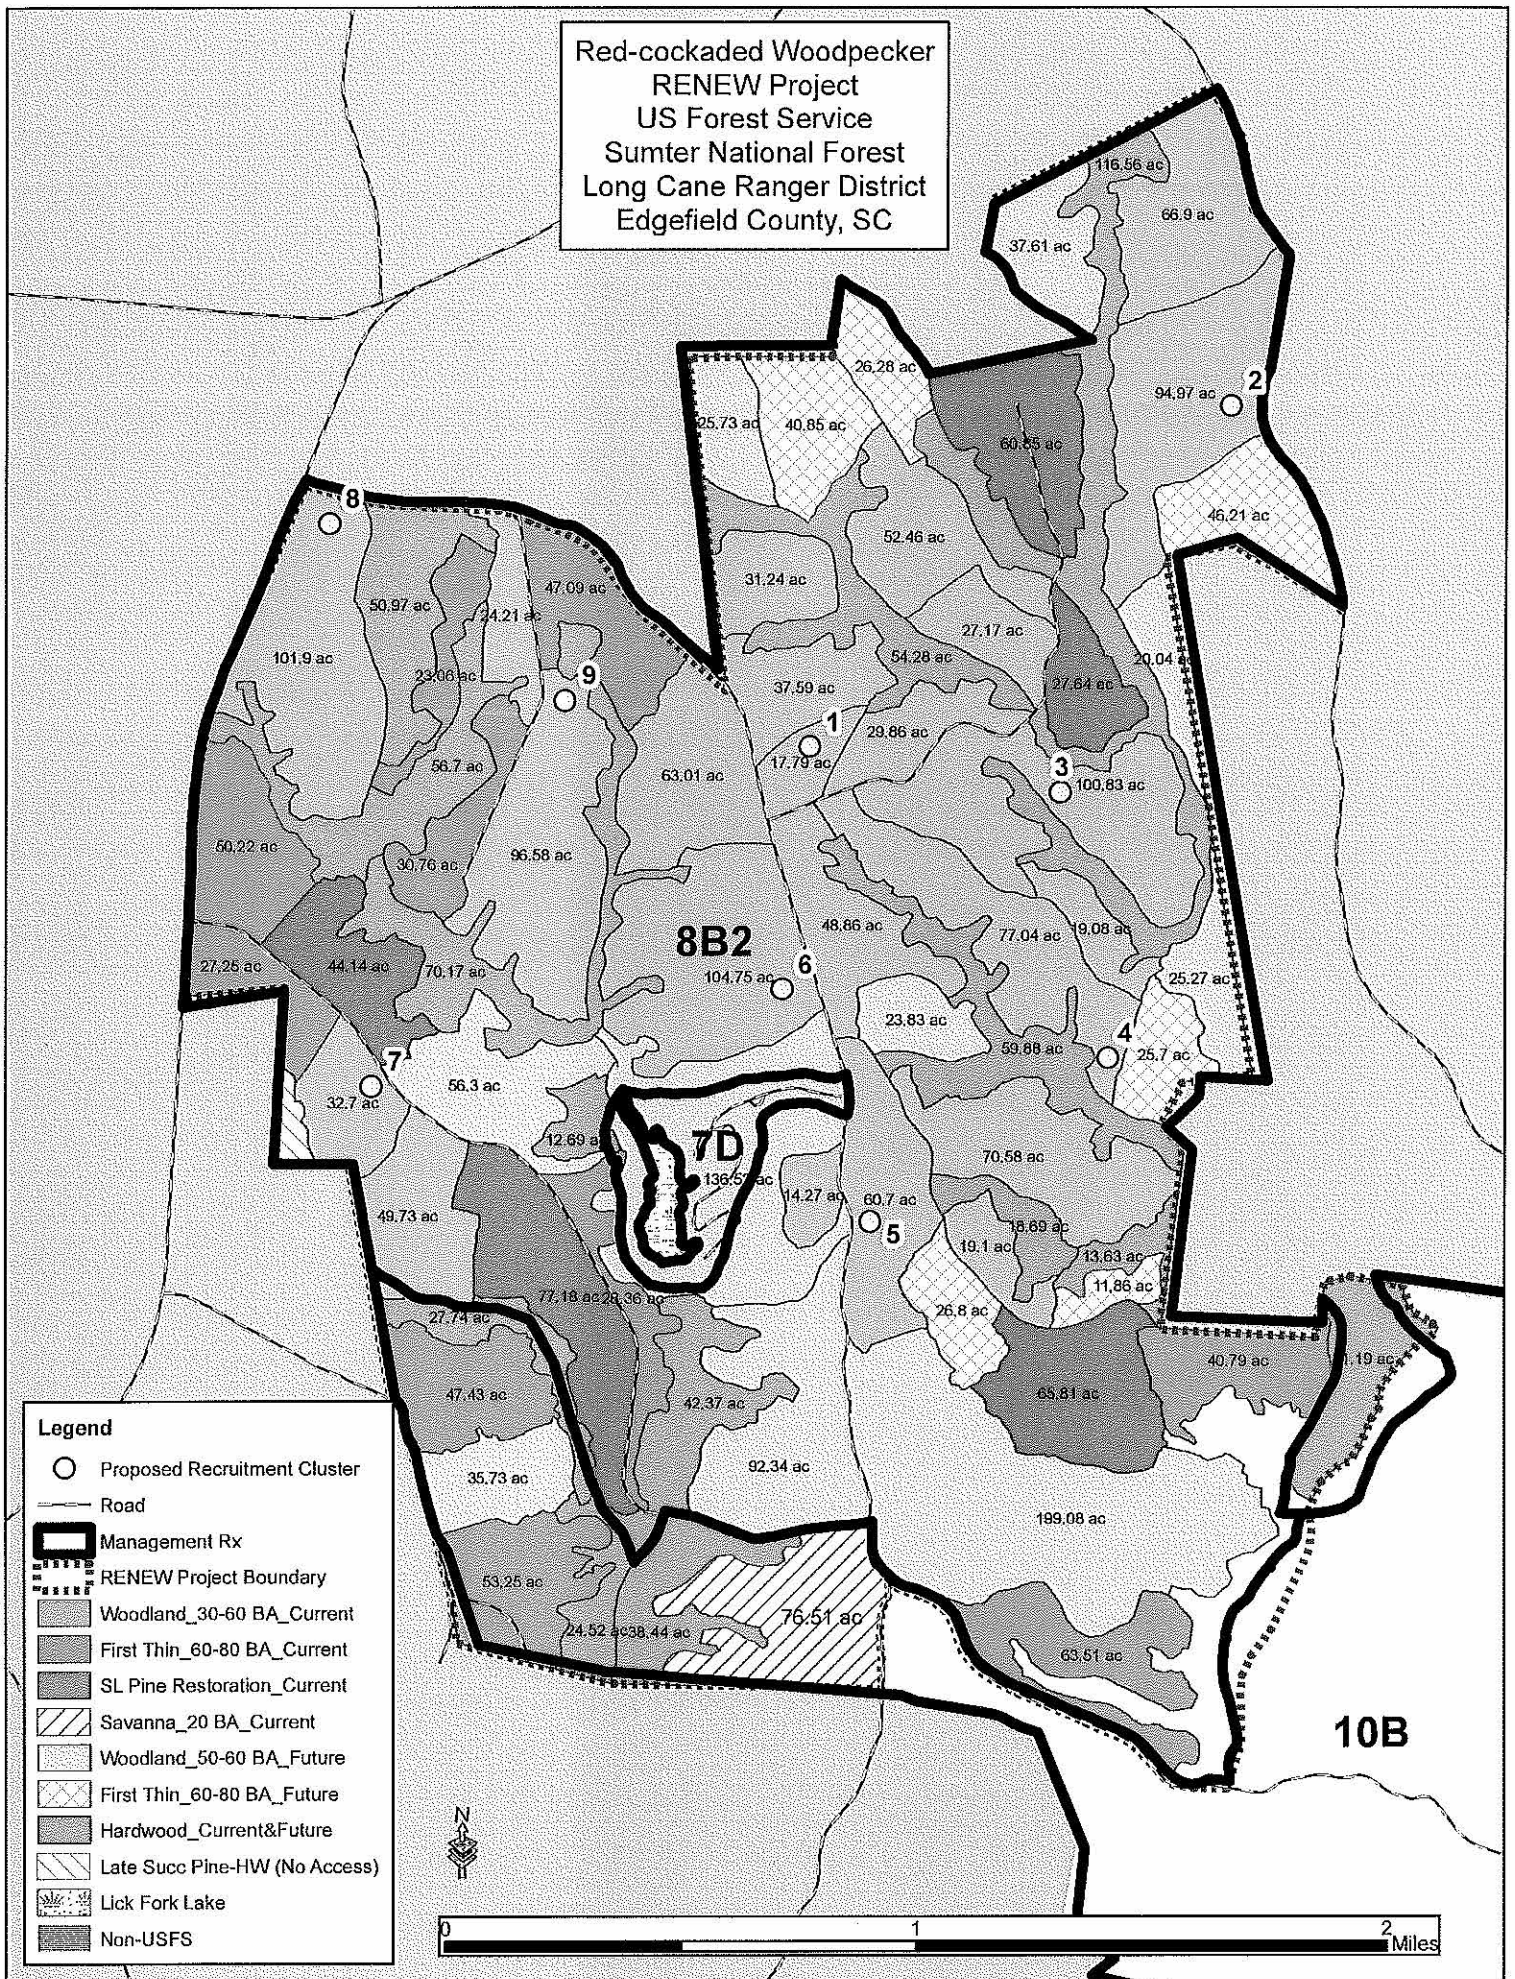 Red-cockaded Woodpecker
RENEW Project
US Forest Service
Sumter National Forest
Long Cane Ranger District
Edgefield County, SC
116.56 ac
66.9 ac
37.61 ac
26.28 ac
2
94.97 ac
25.73 ac
40.85 ac
60.85 ac
8
46.21 ac
52.46 ac
31.24 ac
47.09 ac
50.97 ac
24.21 ac
27.17 ac
54.28 ac
101.9 ac
20.04
23.06 ac
9
37.59 ac
27.64 ac
1
29.86 ac
17.79 ac
56.7 ac
63.01 ac
3
100.83 ac
50.22 ac
96.58 ac
30.76 ac
48.86 ac
19.08 ac
77.04 ac
8B2
6
27.25 ac
44.14 ac
70.17 ac
104.75 ac
25.27 ac
23.83 ac
4
59.88 ac
25.7 ac
7
56.3 ac
32.7 ac
12.69 a
7D
136.52 ac
70.58 ac
14.27 ac
60.7 ac
49.73 ac
5
18.69 ac
19.1 ac
13.63 ac
11.86 ac
77.18 ac
28.36 ac
26.8 ac
27.74 ac
40.79 ac
1.19 ac
47.43 ac
42.37 ac
65.81 ac
35.73 ac
92.34 ac
199.08 ac
53.25 ac
24.52 ac
38.44 ac
76.51 ac
63.51 ac
10B
Legend
Proposed Recruitment Cluster
Road
Management Rx
RENEW Project Boundary
Woodland_30-60 BA_Current
First Thin_60-80 BA_Current
SL Pine Restoration_Current
Savanna_20 BA_Current
Woodland_50-60 BA_Future
First Thin_60-80 BA_Future
Hardwood_Current&Future
Late Succ Pine-HW (No Access)
Lick Fork Lake
Non-USFS
N
0 1 2
Miles